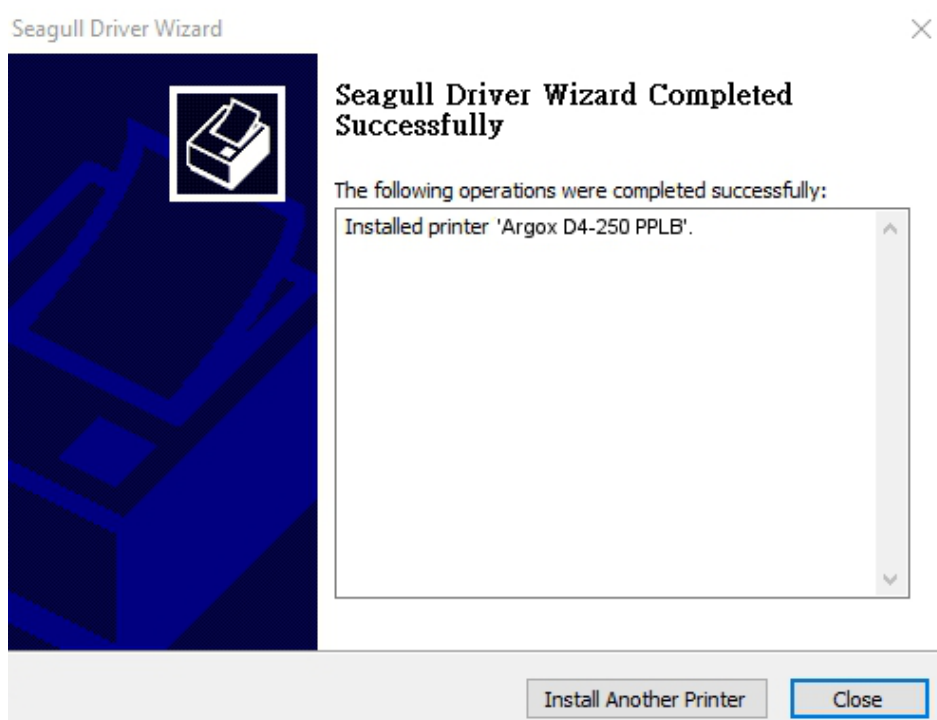 Seagull Driver Wizard
Seagull Driver Wizard Completed
Successfully
The following operations were completed successfully:
Installed printer 'Argox D4-250 PPLB'.
Install Another Printer
Close